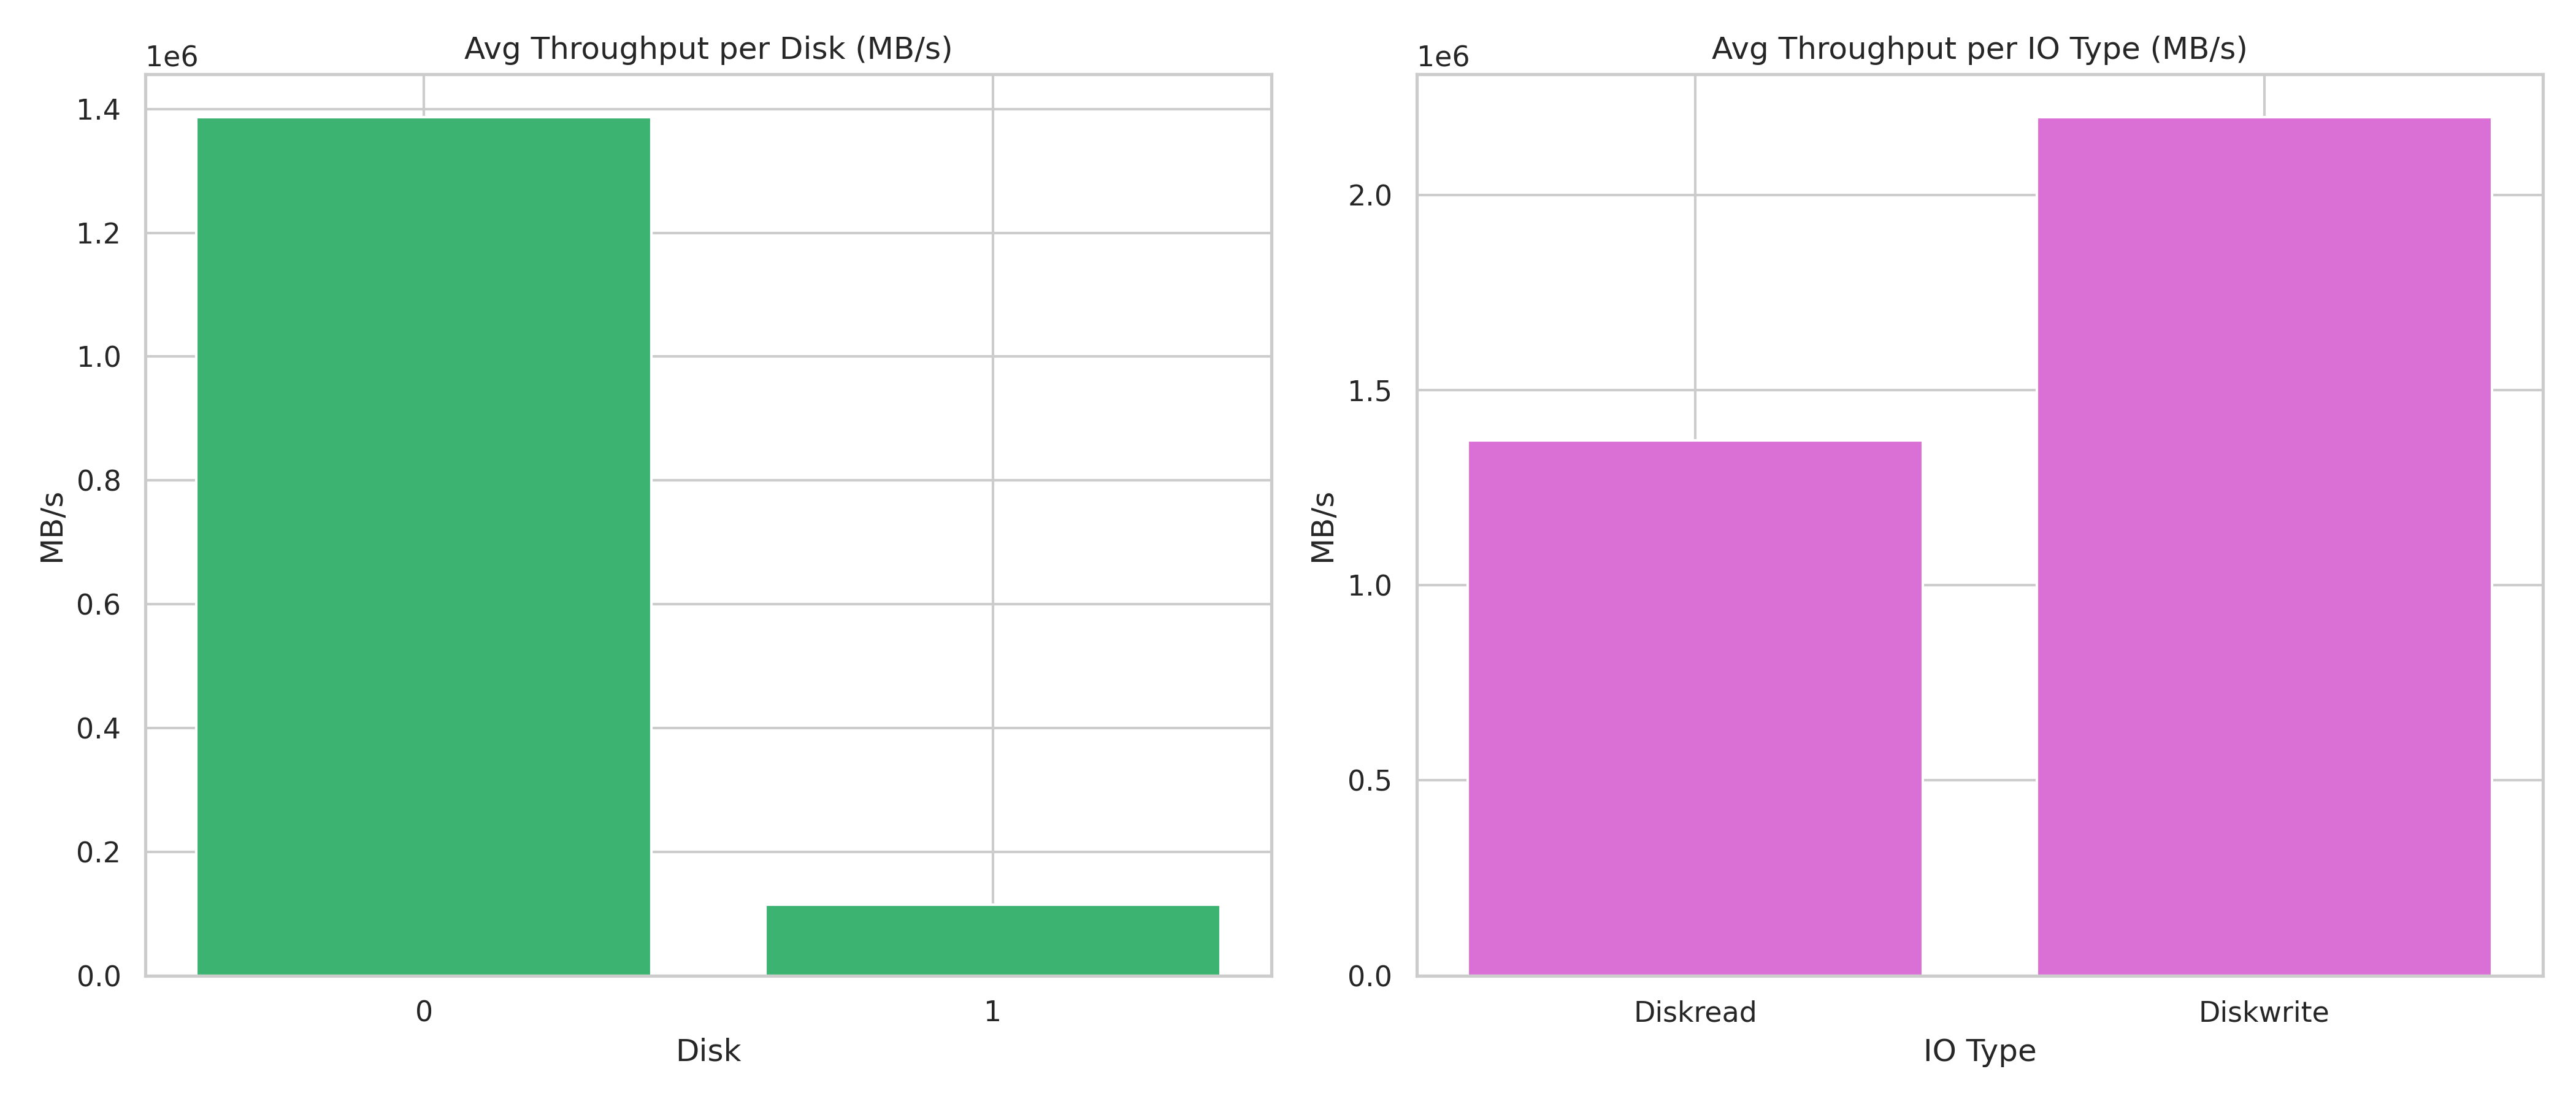 Avg Throughput per Disk (MB/s)
1e6
1.4
1.2
1.0
0.8
0.6
0.4
0.2
0.0
MB/s
0
1
Disk
Avg Throughput per IO Type (MB/s)
1e6
2.0
1.5
1.0
0.5
0.0
MB/s
Diskread
Diskwrite
IO Type